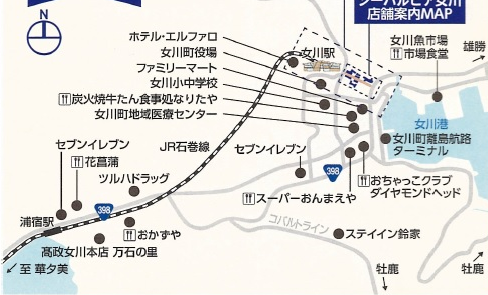 シーパルピア女川
店舗案内MAP
N
ホテル・エルファロ
女川町役場
ファミリーマート
女川小中学校
炭火焼牛たん食事処なりたや
女川町地域医療センター
女川駅
女川魚市場
市場食堂
雄勝
女川港
女川町離島航路
ターミナル
セブンイレブン
花菖蒲
ツルハドラッグ
JR石巻線
セブンイレブン
398
おちゃっこクラブ
ダイヤモンドヘッド
スーパーおんまえや
398
浦宿駅
おかずや
コバルトライン
ステイイン鈴家
髙政女川本店
万石の里
至 華夕美
牡鹿
牡鹿